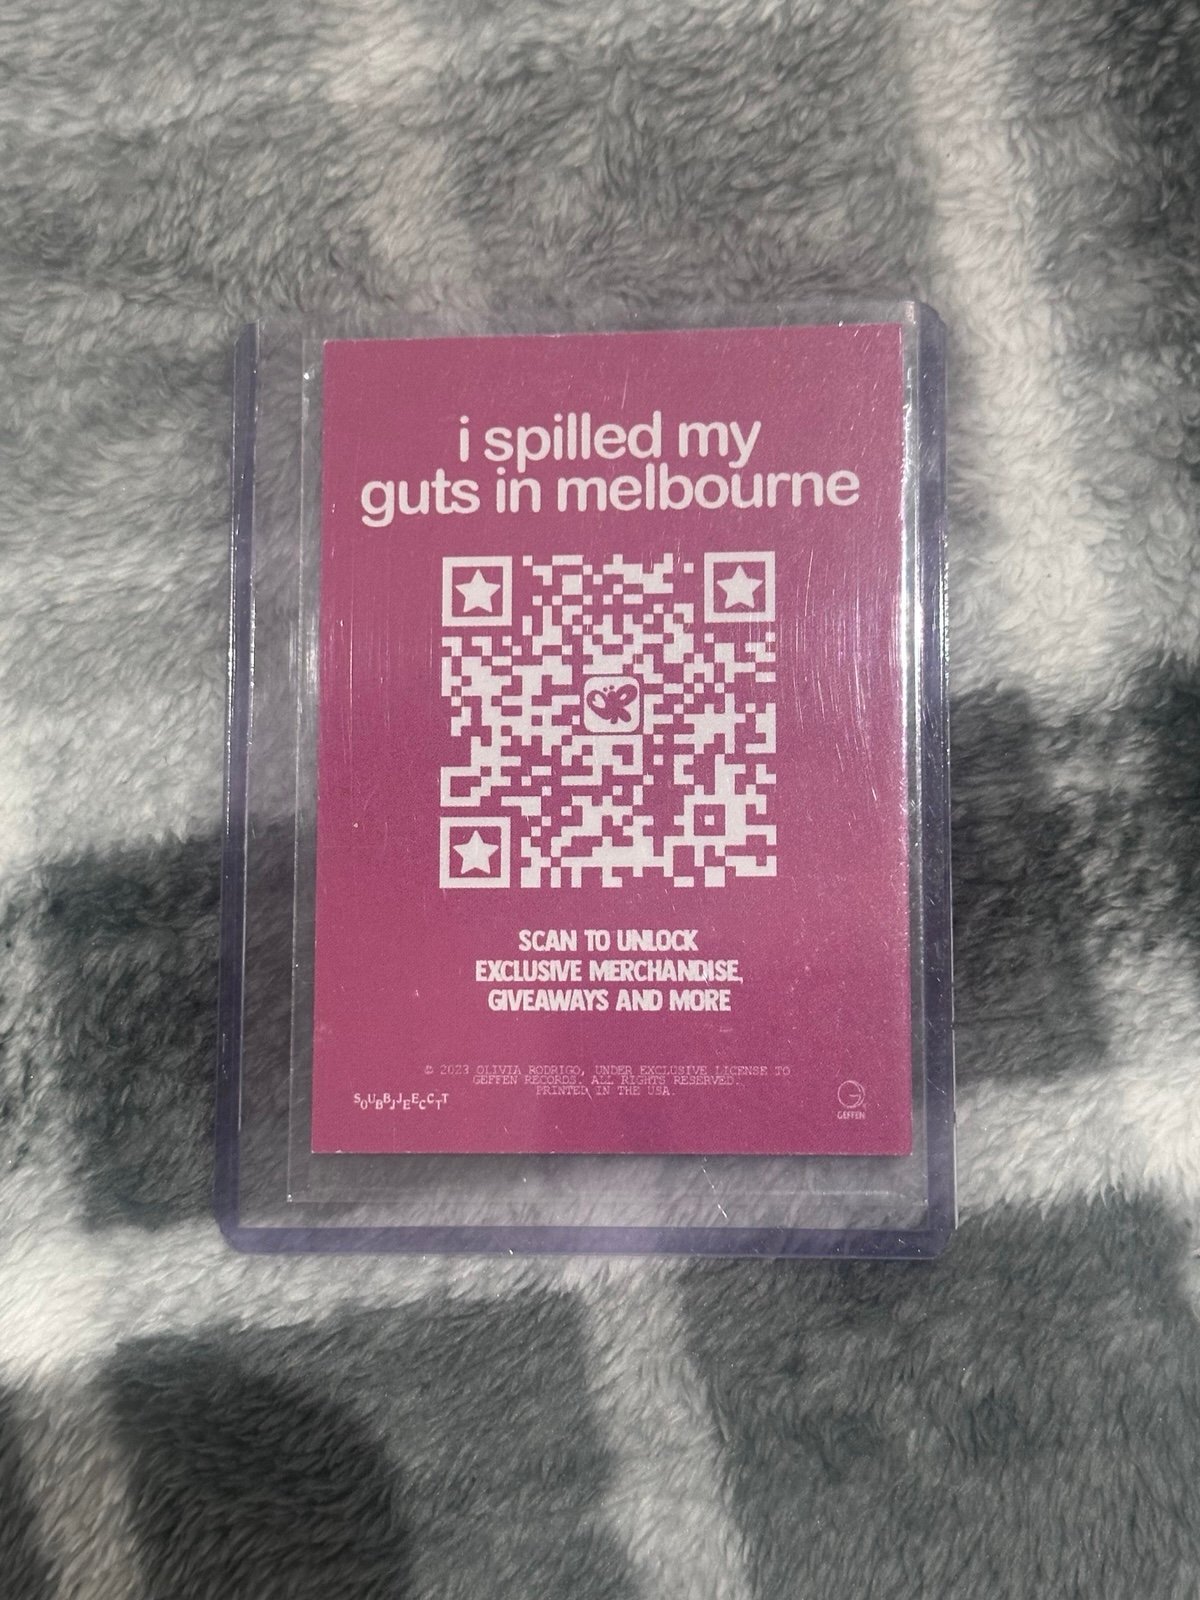 i spilled my
guts in melbourne
SCAN TO UNLOCK
EXCLUSIVE MERCHANDISE,
GIVEAWAYS AND MORE
© 2023 OLIVIA RODRIGO, UNDER EXCLUSIVE LICENSE TO
GEFFEN RECORDS. ALL RIGHTS RESERVED.
PRINTED IN THE USA.
SOUBBJJEECCTT
GEFFEN